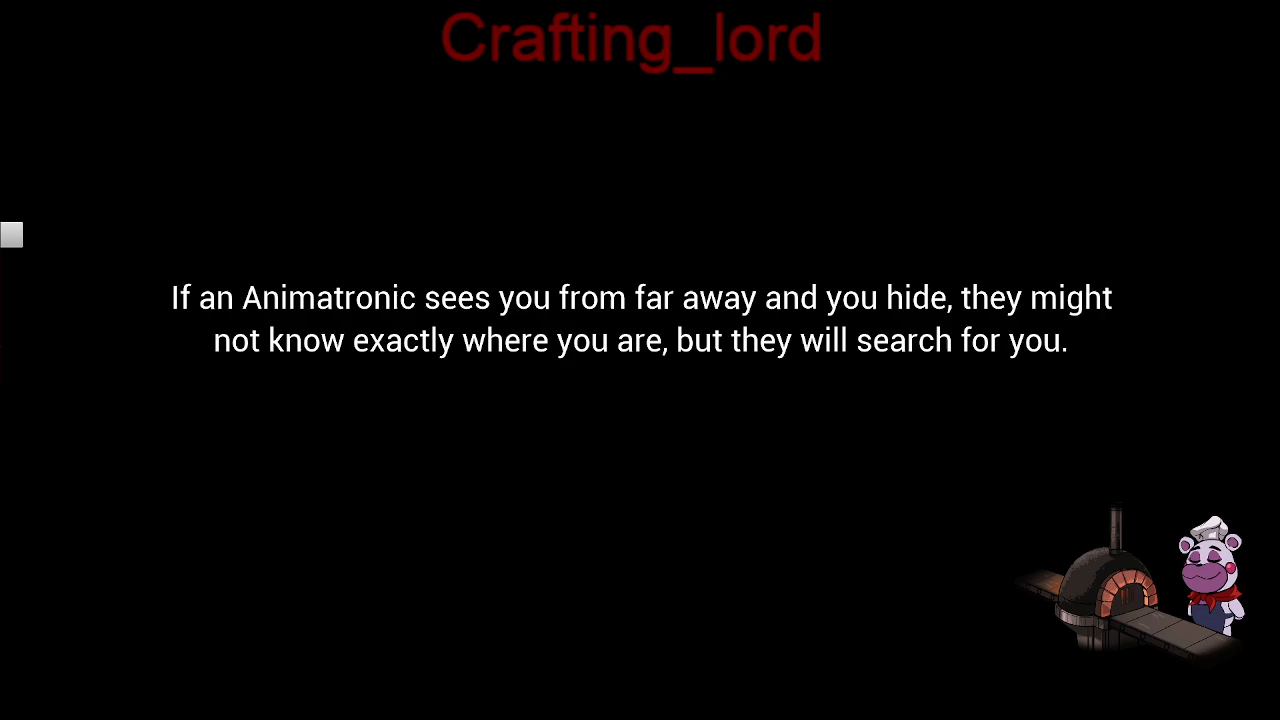 Crafting_lord
If an Animatronic sees you from far away and you hide, they might
not know exactly where you are, but they will search for you.